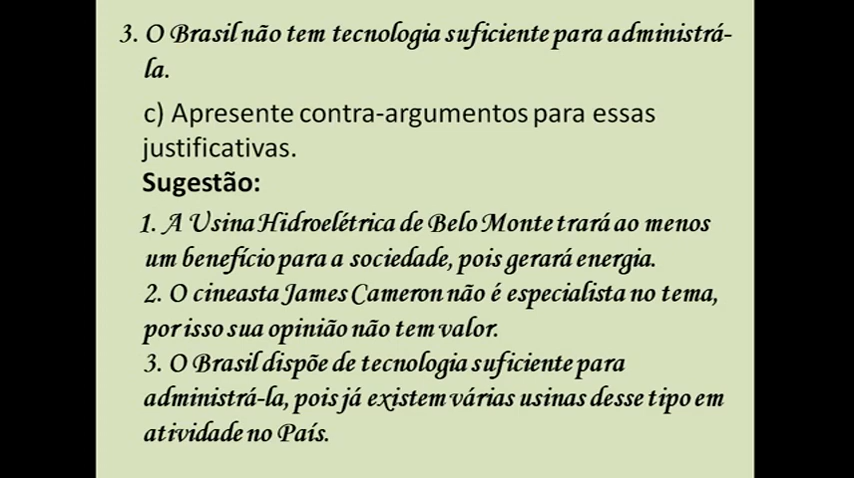 3. O Brasil não tem tecnologia suficiente para administrá-
la.
c) Apresente contra-argumentos para essas
justificativas.
Sugestão:
1. A Usina Hidroelétrica de Belo Monte trará ao menos
um benefício para a sociedade, pois gerará energia.
2. O cineasta James Cameron não é especialista no tema,
por isso sua opinião não tem valor.
3. O Brasil dispõe de tecnologia suficiente para
administrá-la, pois já existem várias usinas desse tipo em
atividade no País.